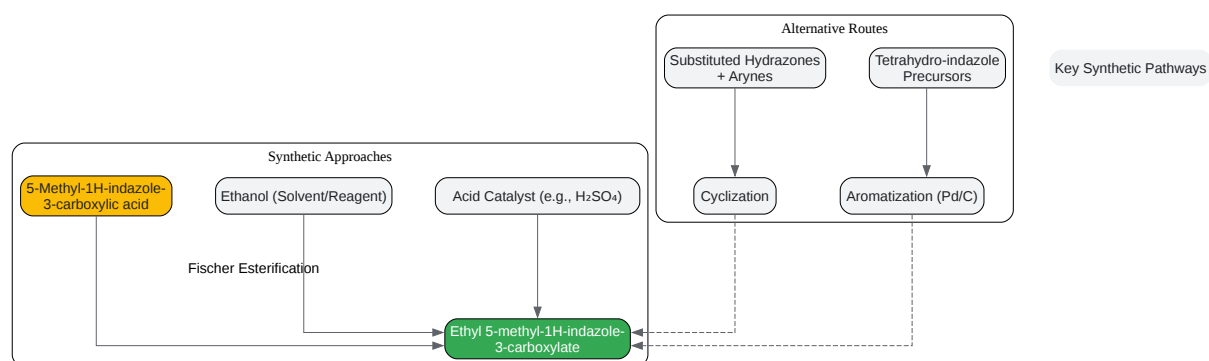 Alternative Routes
Substituted Hydrazones
+ Arynes
Tetrahydro-indazole
Precursors
Key Synthetic Pathways
Synthetic Approaches
5-Methyl-1H-indazole-
3-carboxylic acid
Ethanol (Solvent/Reagent)
Acid Catalyst (e.g., H₂SO₄)
Cyclization
Aromatization (Pd/C)
Fischer Esterification
Ethyl 5-methyl-1H-indazole-
3-carboxylate